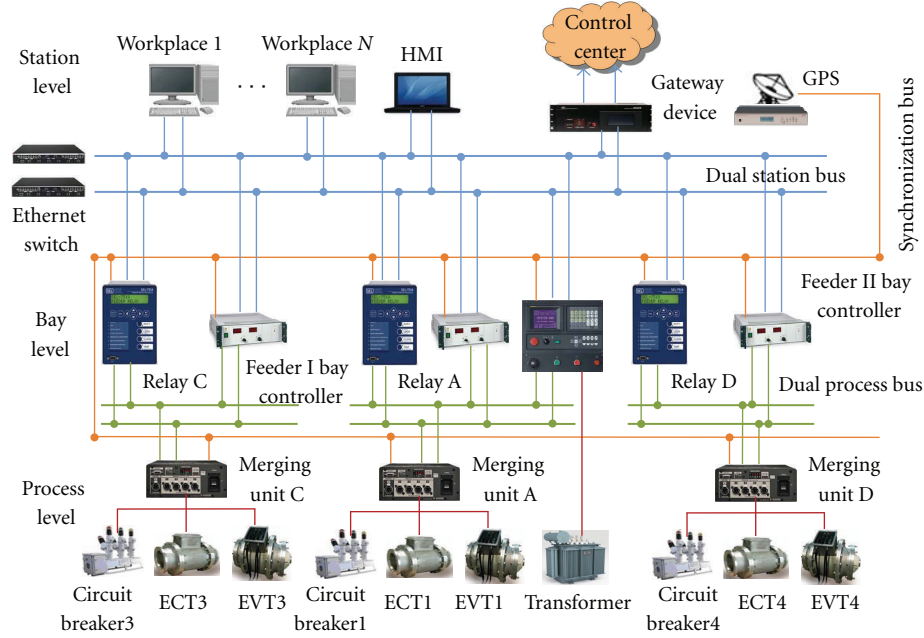 Station
level
Workplace 1
. . .
Workplace N
HMI
Control
center
Gateway
device
GPS
Synchronization bus
Dual station bus
Ethernet
switch
Bay
level
Relay C
Feeder I bay
controller
Relay A
Relay D
Feeder II bay
controller
Dual process bus
Process
level
Merging
unit C
Merging
unit A
Merging
unit D
Circuit
breaker3
ECT3
EVT3
Circuit
breaker1
ECT1
EVT1
Transformer
Circuit
breaker4
ECT4
EVT4